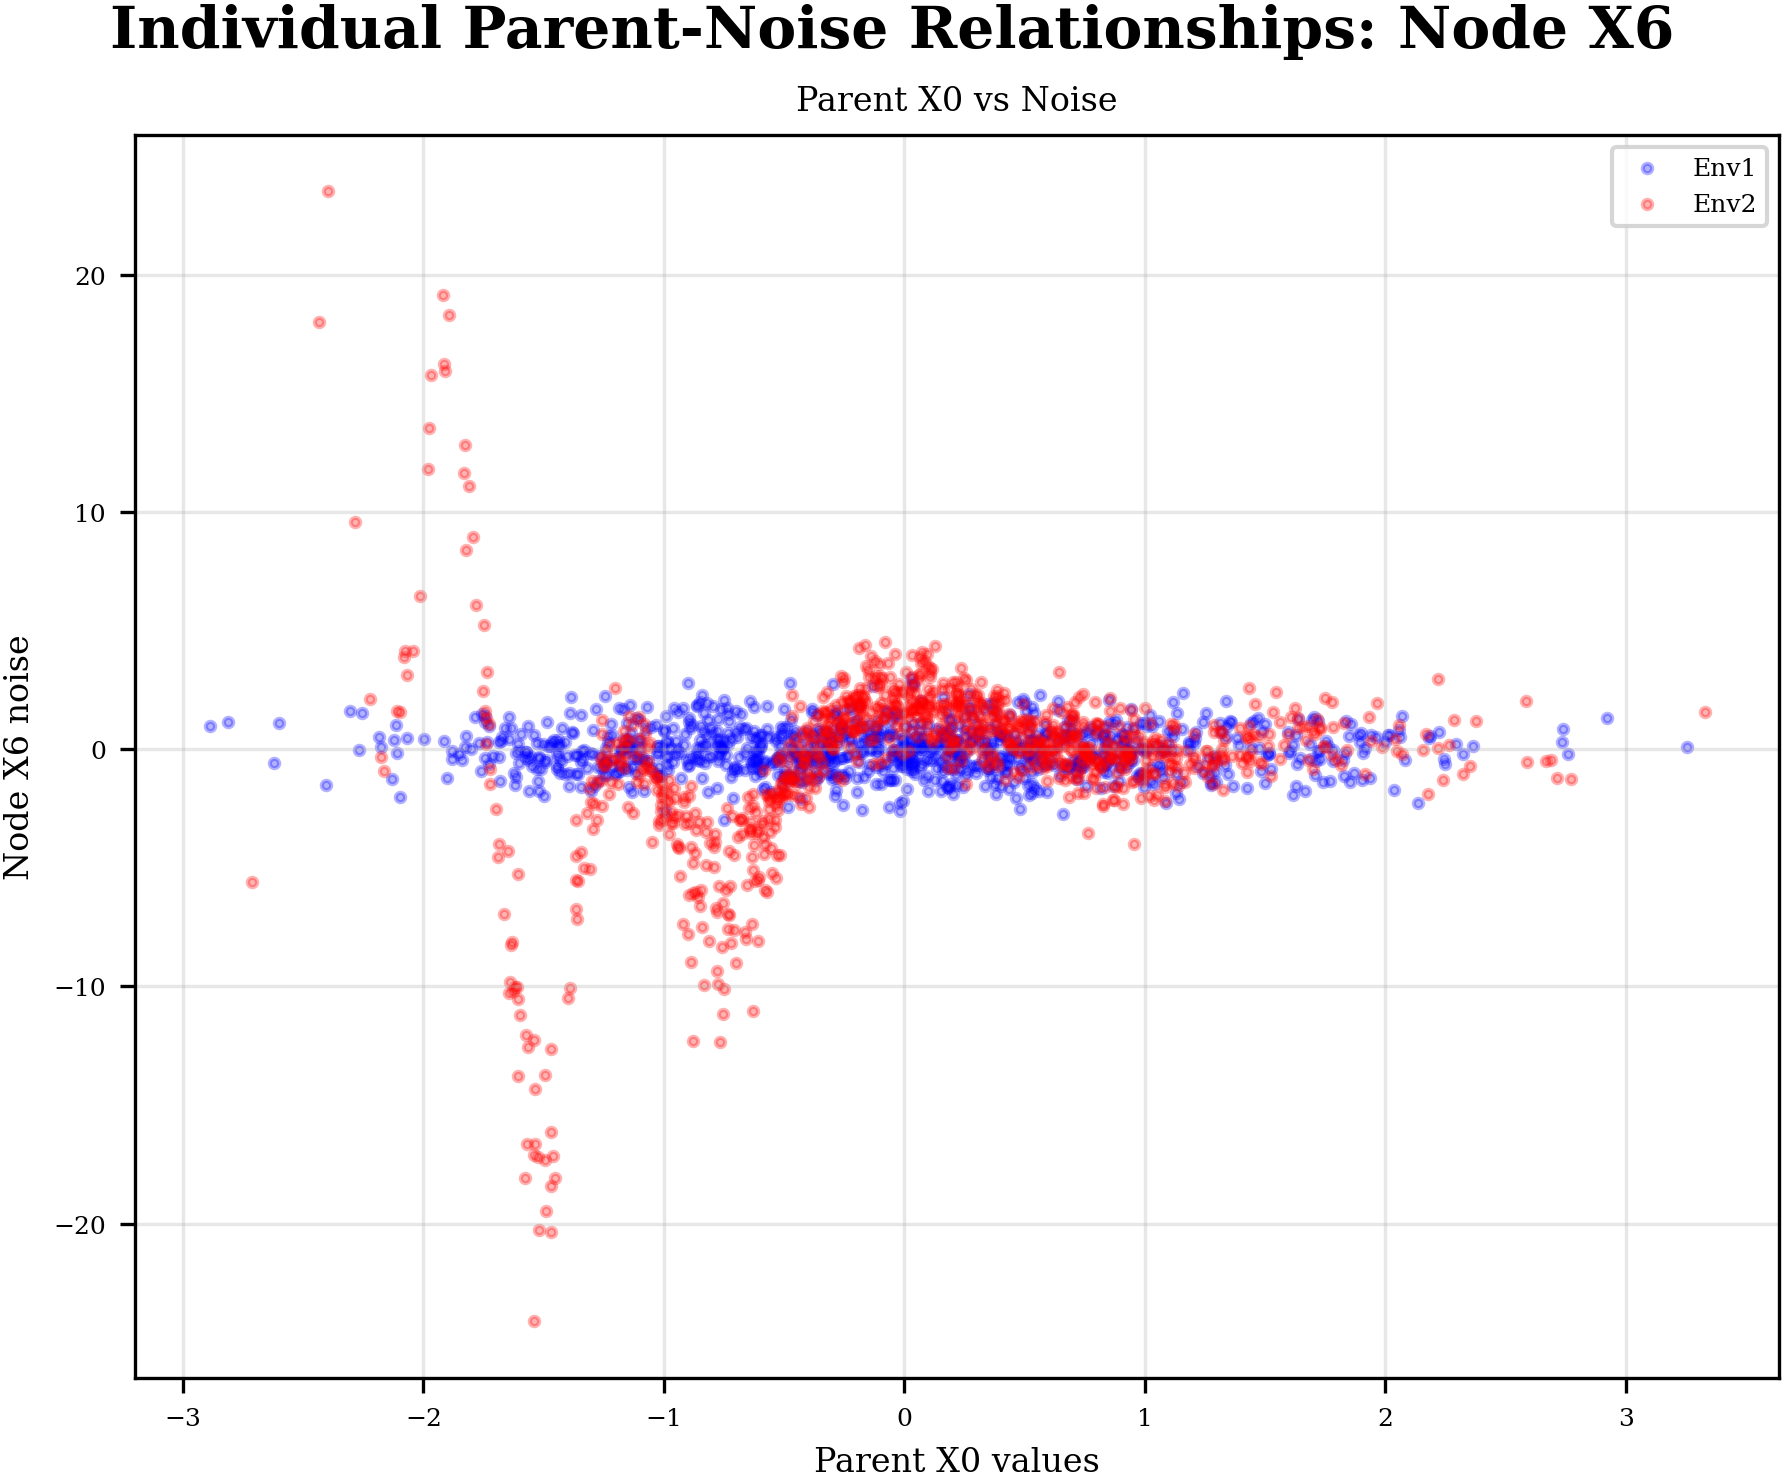 Individual Parent-Noise Relationships: Node X6
Parent X0 vs Noise
Env1
Env2
20
10
0
−10
−20
Node X6 noise
−3
−2
−1
0
1
2
3
Parent X0 values